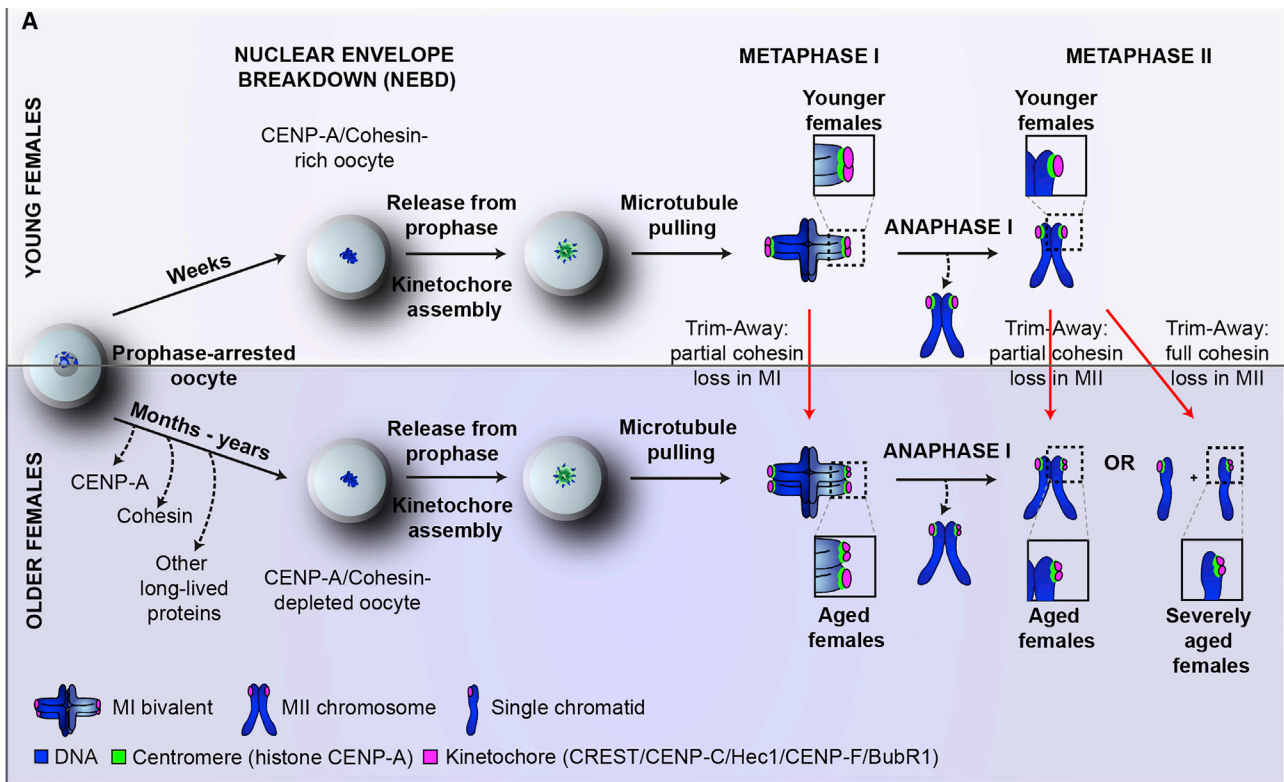 A
YOUNG FEMALES
NUCLEAR ENVELOPE
BREAKDOWN (NEBD)
METAPHASE I
METAPHASE II
CENP-A/Cohesin-
rich oocyte
Younger
females
Younger
females
Weeks
Release from
prophase
Kinetochore
assembly
Microtubule
pulling
ANAPHASE I
Prophase-arrested
oocyte
Trim-Away:
partial cohesin
loss in MI
Trim-Away:
partial cohesin
loss in MII
Trim-Away:
full cohesin
loss in MII
OLDER FEMALES
Months - years
CENP-A
Cohesin
Other
long-lived
proteins
Release from
prophase
Kinetochore
assembly
Microtubule
pulling
ANAPHASE I
OR
+
CENP-A/Cohesin-
depleted oocyte
Aged
females
Aged
females
Severely
aged
females
MI bivalent
MII chromosome
Single chromatid
DNA
Centromere (histone CENP-A)
Kinetochore (CREST/CENP-C/Hec1/CENP-F/BubR1)